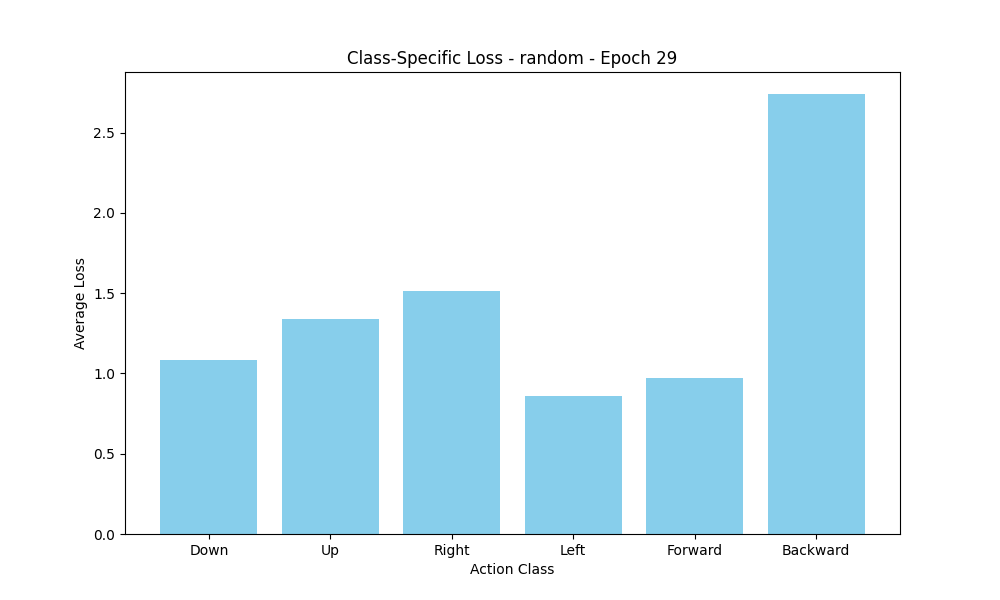 Class-Specific Loss - random - Epoch 29
Average Loss
2.5
2.0
1.5
1.0
0.5
0.0
Down Up Right Left Forward Backward
Action Class